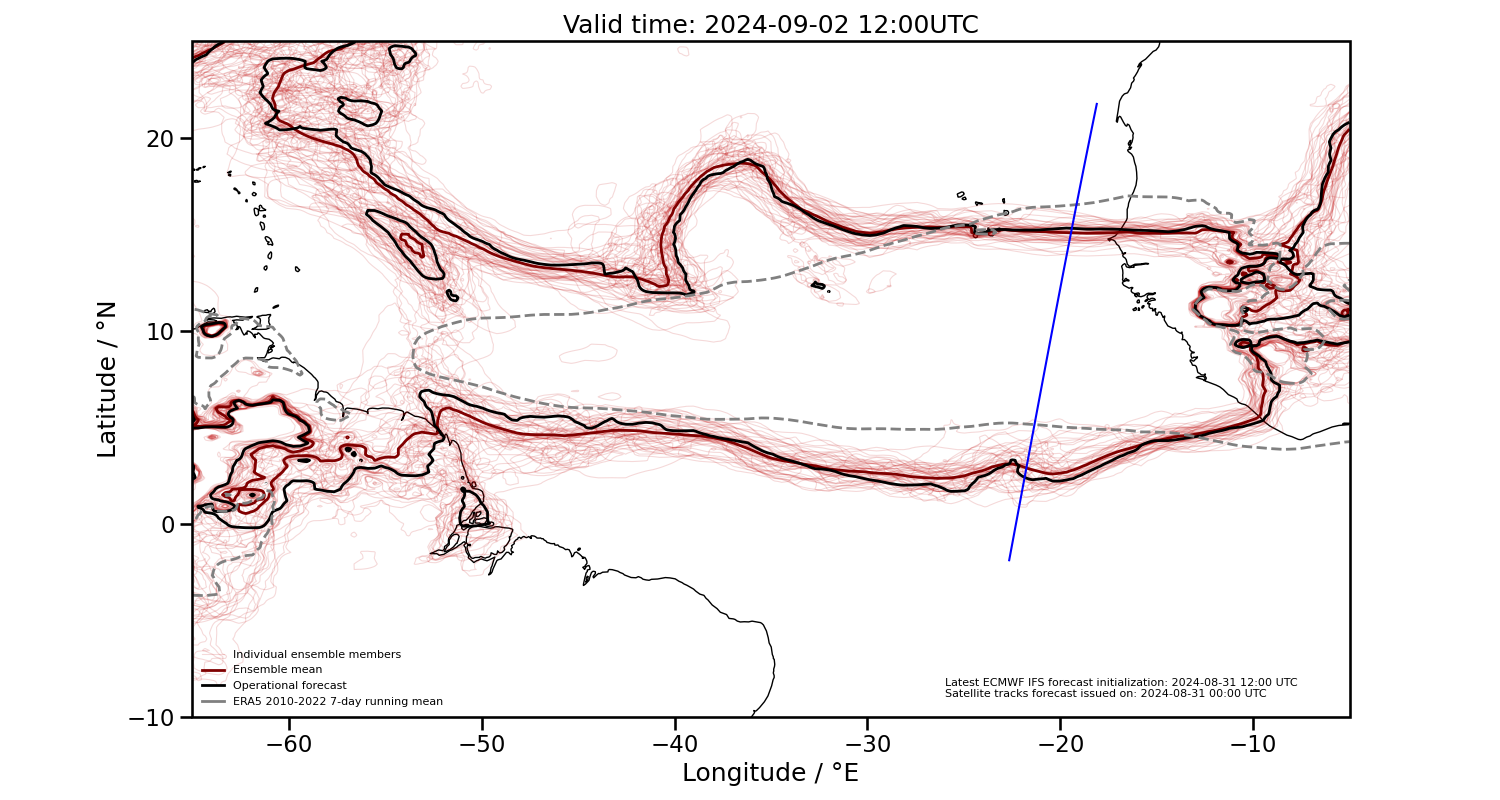 Valid time: 2024-09-02 12:00UTC
20
10
0
−10
Latitude / °N
Individual ensemble members
Ensemble mean
Operational forecast
ERA5 2010-2022 7-day running mean
Latest ECMWF IFS forecast initialization: 2024-08-31 12:00 UTC
Satellite tracks forecast issued on: 2024-08-31 00:00 UTC
−60
−50
−40
−30
−20
−10
Longitude / °E